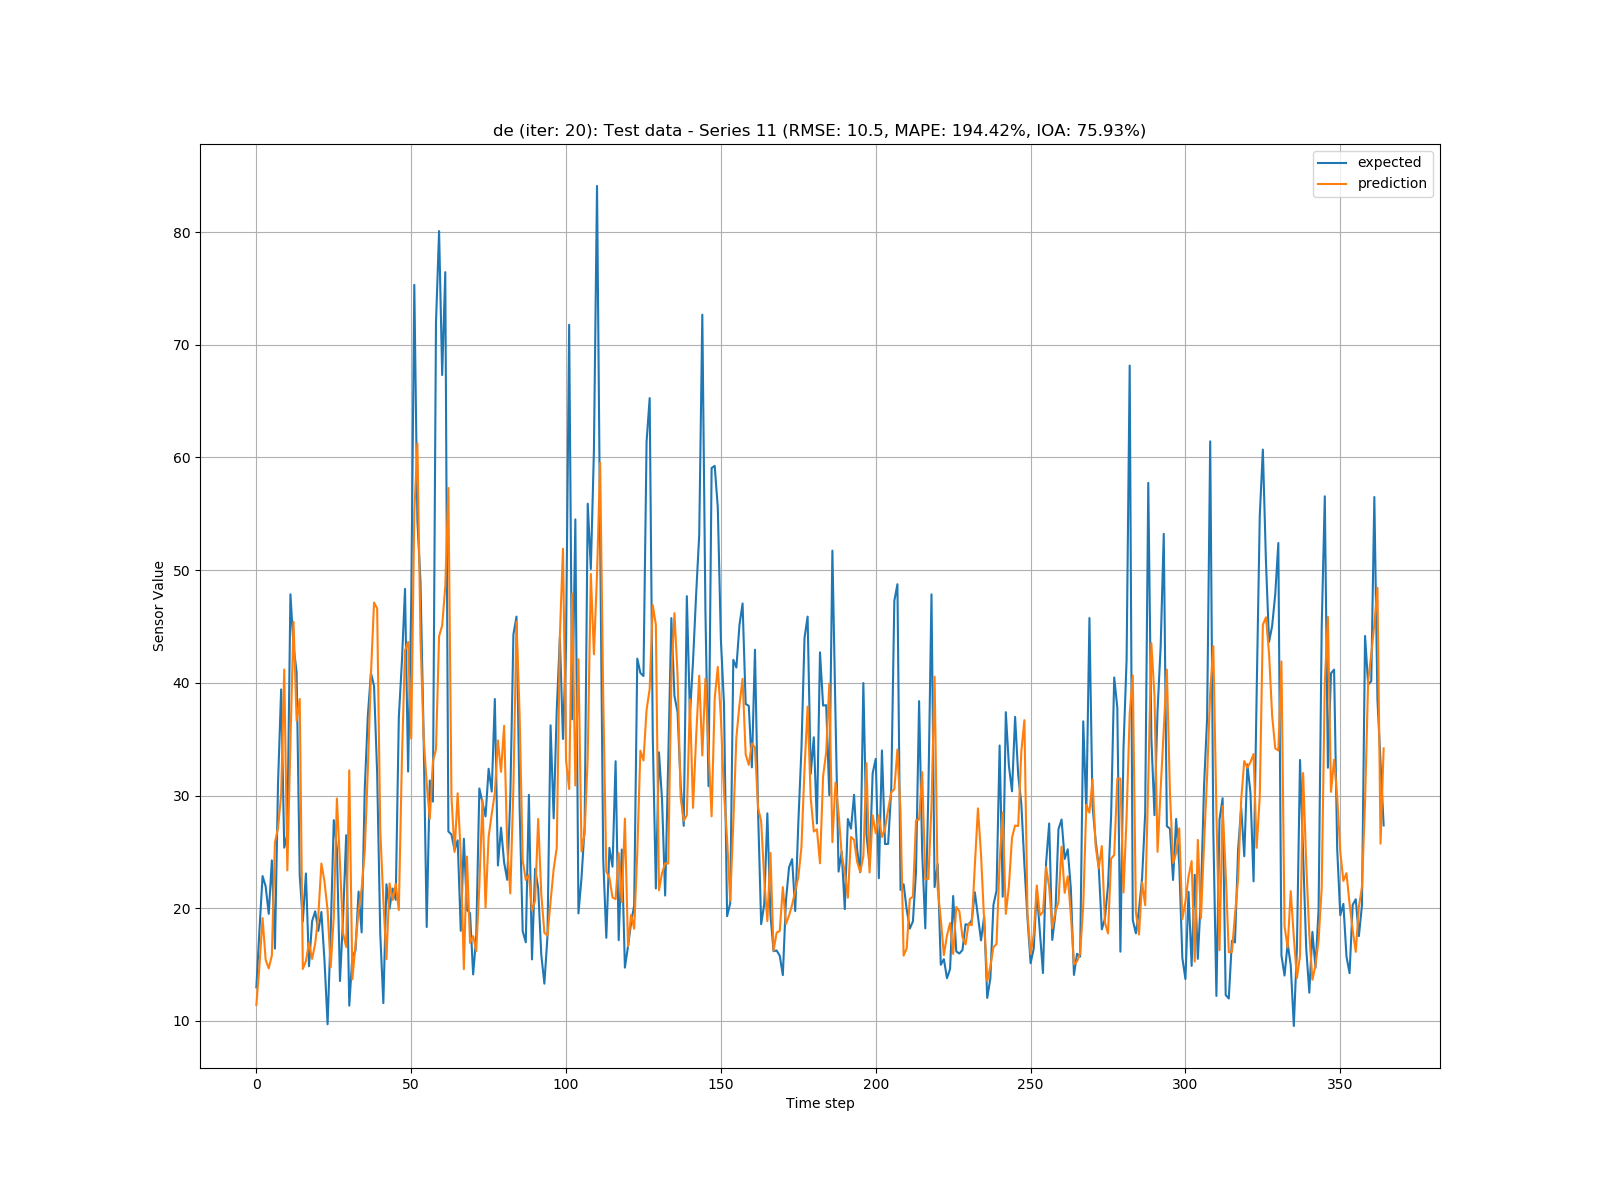 de (iter: 20): Test data - Series 11 (RMSE: 10.5, MAPE: 194.42%, IOA: 75.93%)
expected
prediction
80
70
60
50
40
30
20
10
Sensor Value
0 50 100 150 200 250 300 350
Time step